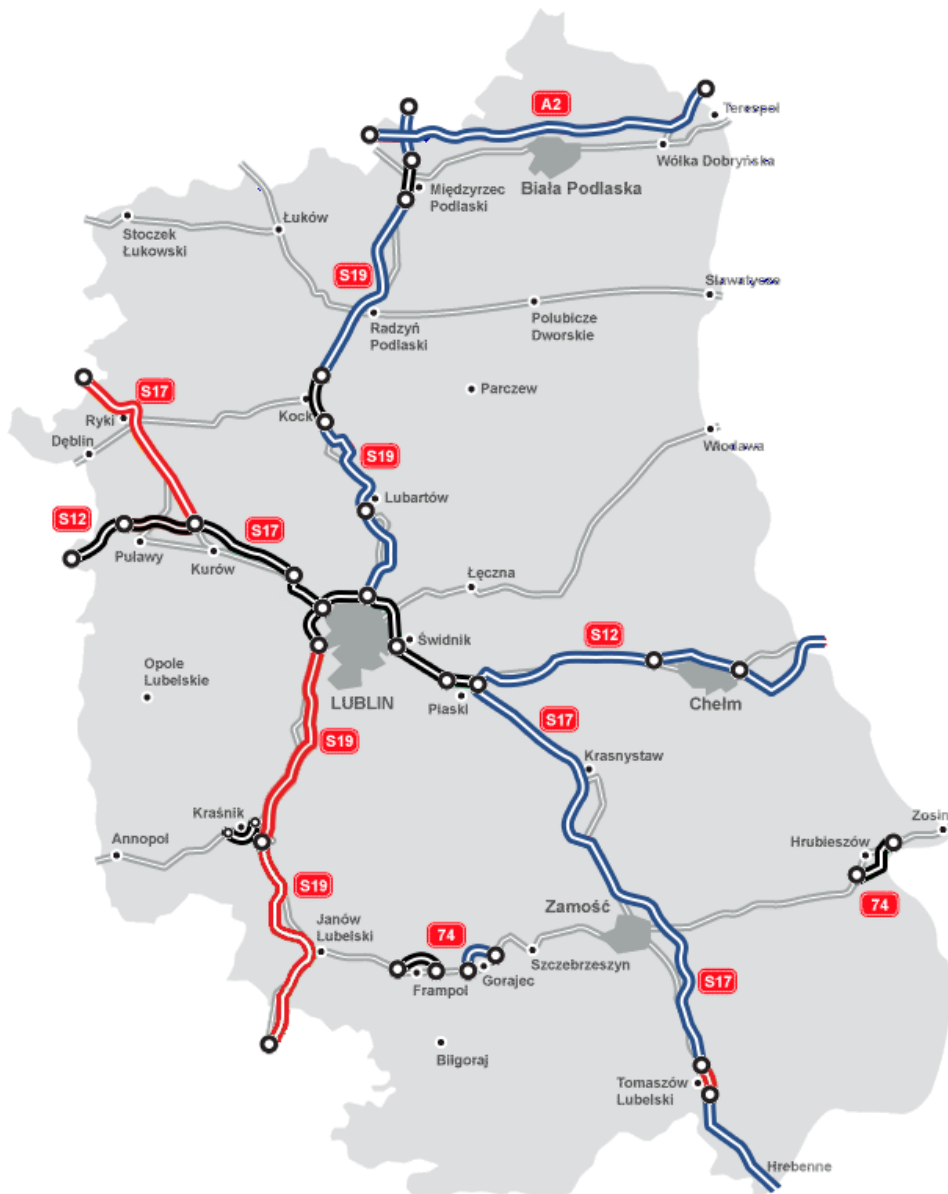 A2
Terespol
Wólka Dobryńska
Biała Podlaska
Międzyrzec
Podlaski
Łuków
Stoczek
Łukowski
S19
Sławatycze
Polubicze
Dworskie
Radzyń
Podlaski
S17
Parczew
Ryki
Kock
Dęblin
S19
Włodawa
Lubartów
S12
S17
Puławy
Kurów
Łęczna
Świdnik
S12
Opole
Lubelskie
LUBLIN
Piaski
Chełm
S17
S19
Krasnystaw
Kraśnik
Zosin
Annopol
Hrubieszów
S19
74
Zamość
Janów
Lubelski
74
Szczebrzeszyn
Gorajec
Frampol
S17
Biłgoraj
Tomaszów
Lubelski
Hrebenne